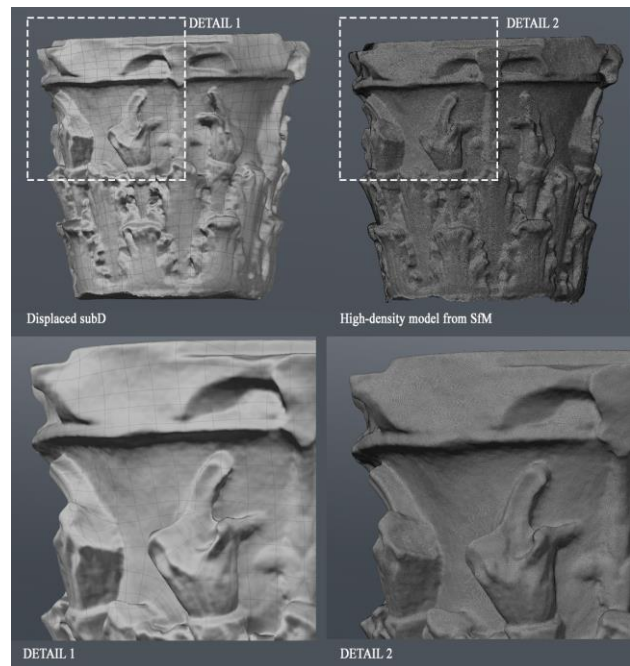 DETAIL 1
DETAIL 2
Displaced subD
High-density model from SfM
DETAIL 1
DETAIL 2